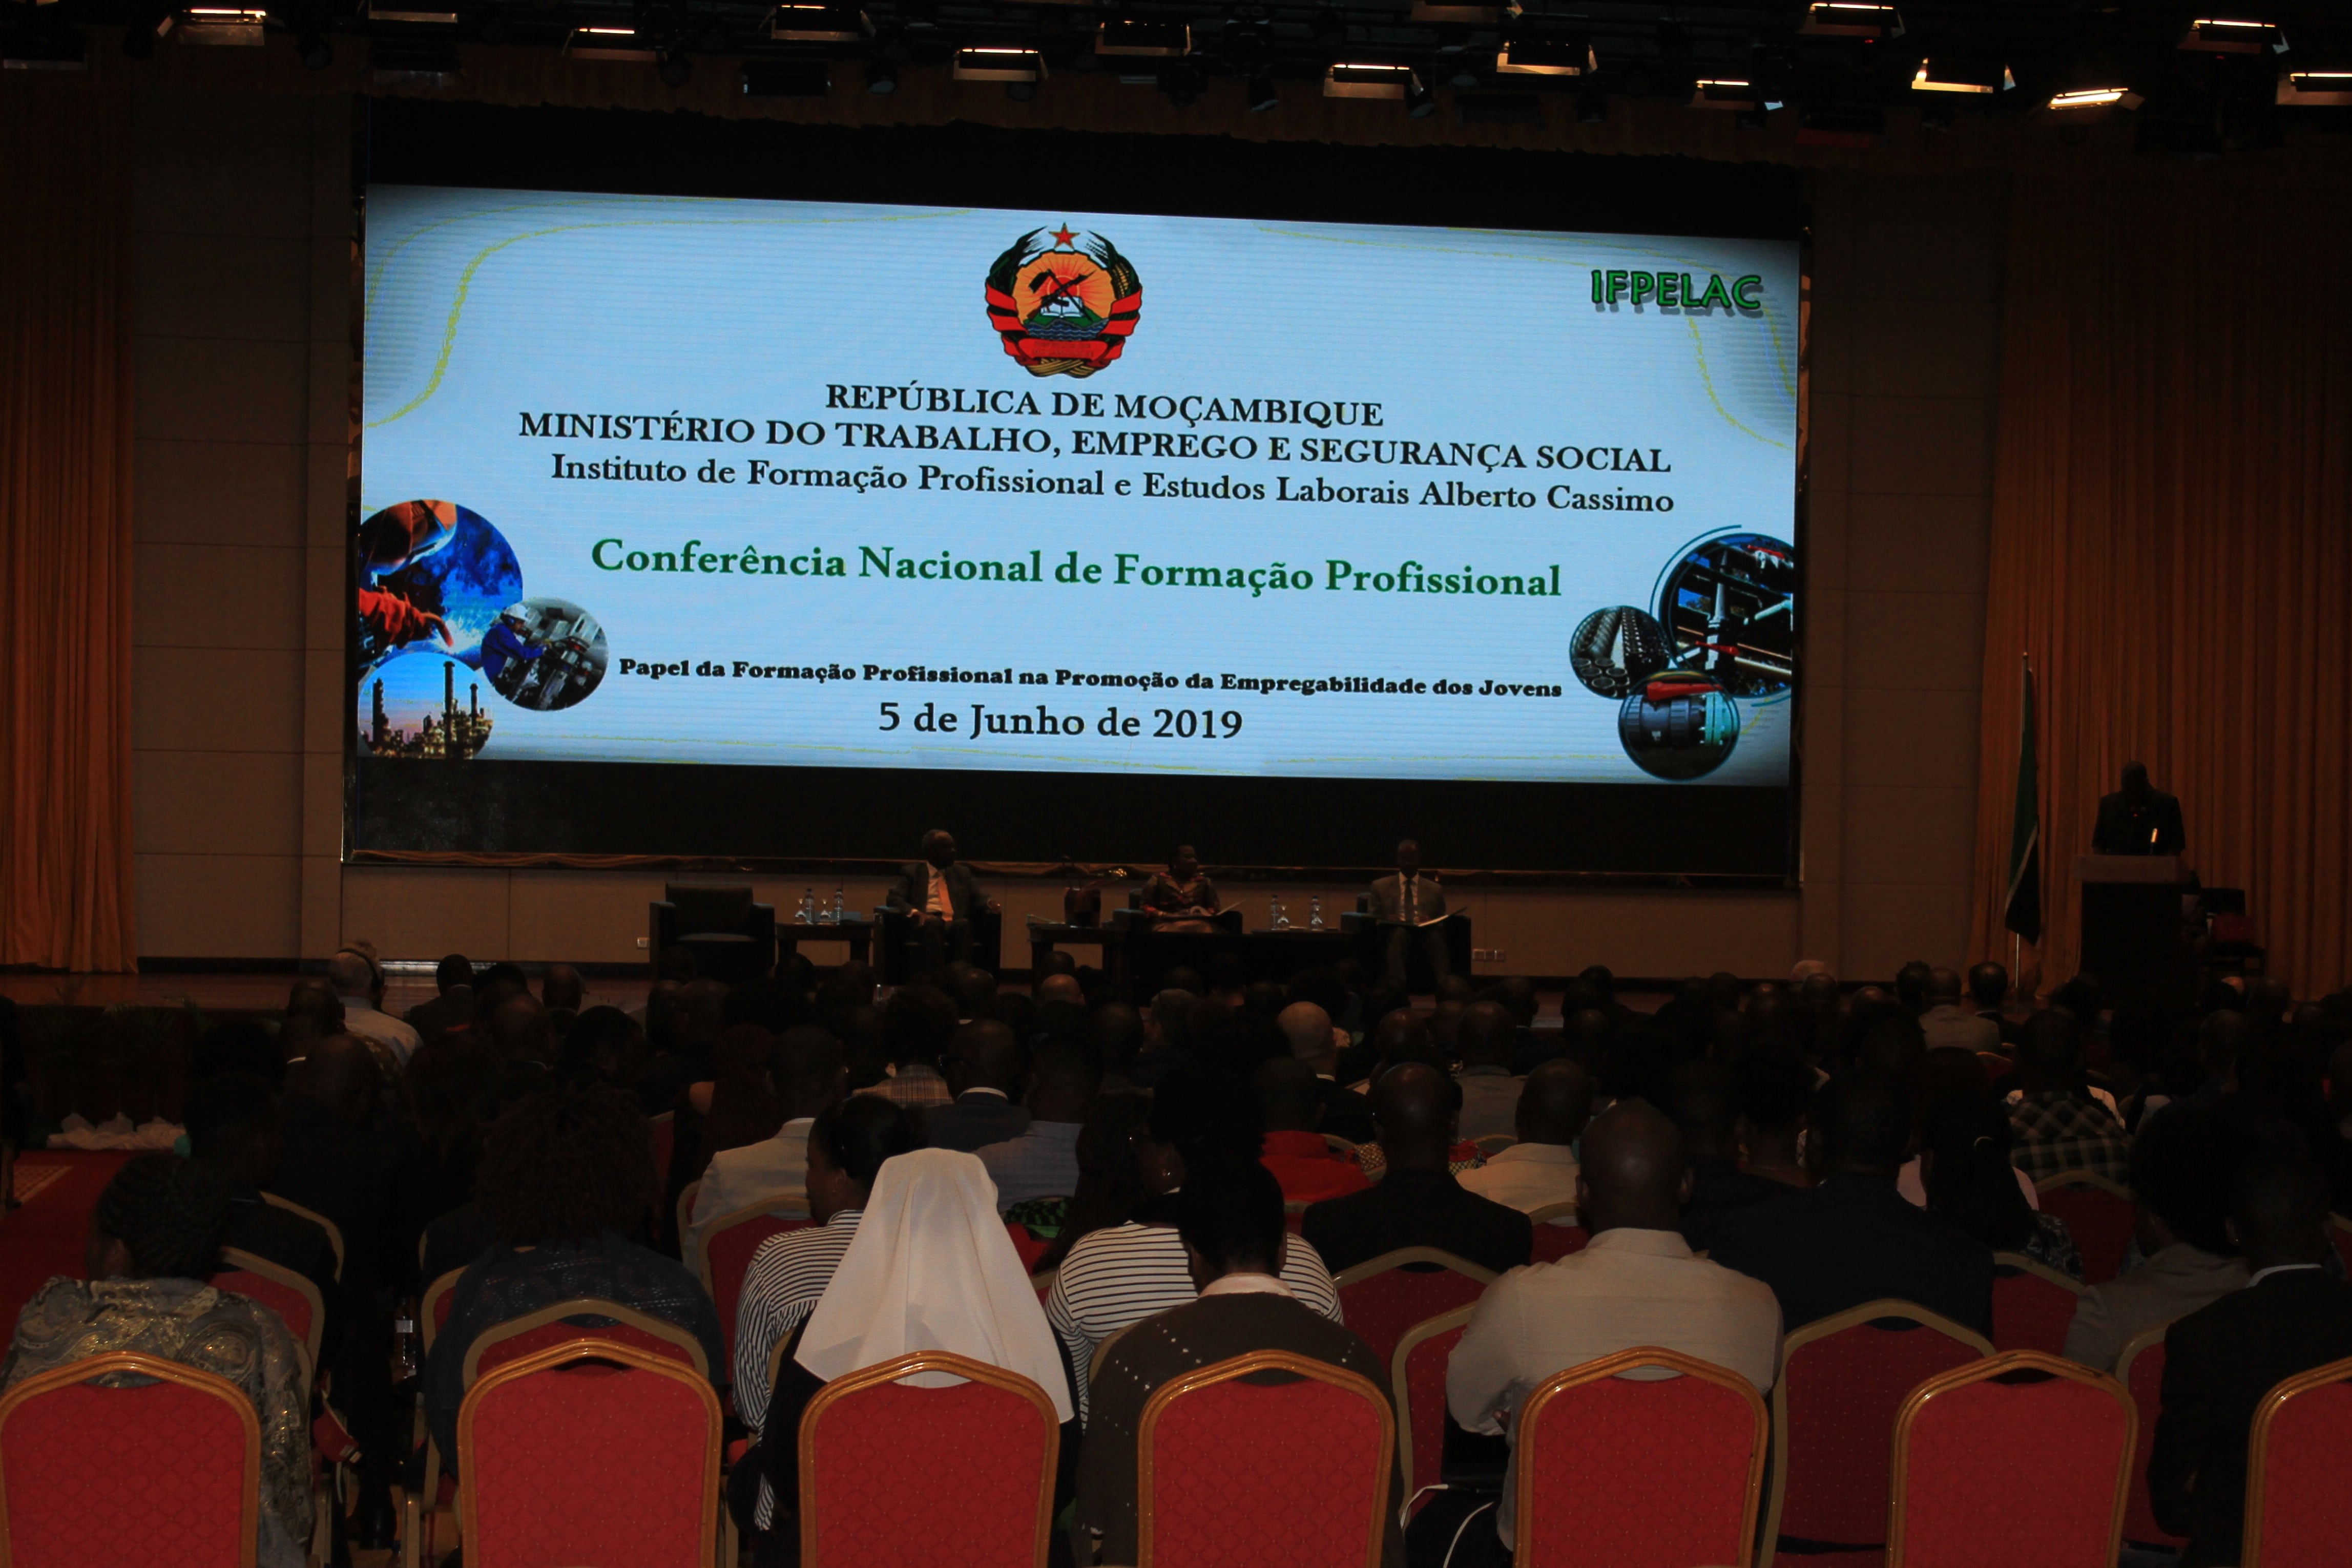 IFPELAC
REPÚBLICA DE MOÇAMBIQUE
MINISTÉRIO DO TRABALHO, EMPREGO E SEGURANÇA SOCIAL
Instituto de Formação Profissional e Estudos Laborais Alberto Cassimo
Conferência Nacional de Formação Profissional
Papel da Formação Profissional na Promoção da Empregabilidade dos Jovens
5 de Junho de 2019